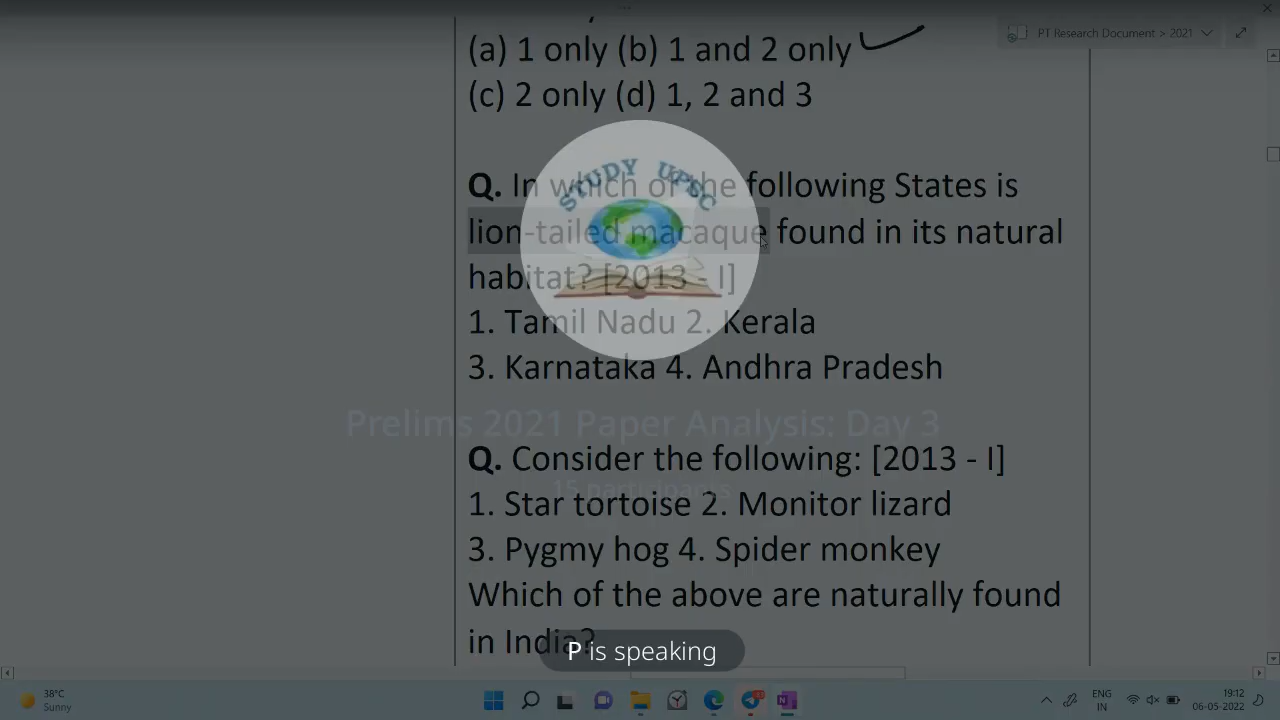 PT Research Document > 2021
(a) 1 only (b) 1 and 2 only
(c) 2 only (d) 1, 2 and 3
STUDY UPSC
Q. In which of the following States is
lion-tailed macaque found in its natural
habitat? [2013 - I]
1. Tamil Nadu 2. Kerala
3. Karnataka 4. Andhra Pradesh
Prelims 2021 Paper Analysis: Day 3
Q. Consider the following: [2013 - I]
15 participants
1. Star tortoise 2. Monitor lizard
3. Pygmy hog 4. Spider monkey
Which of the above are naturally found
in India?
P is speaking
38°C
Sunny
ENG
IN
19:12
06-05-2022